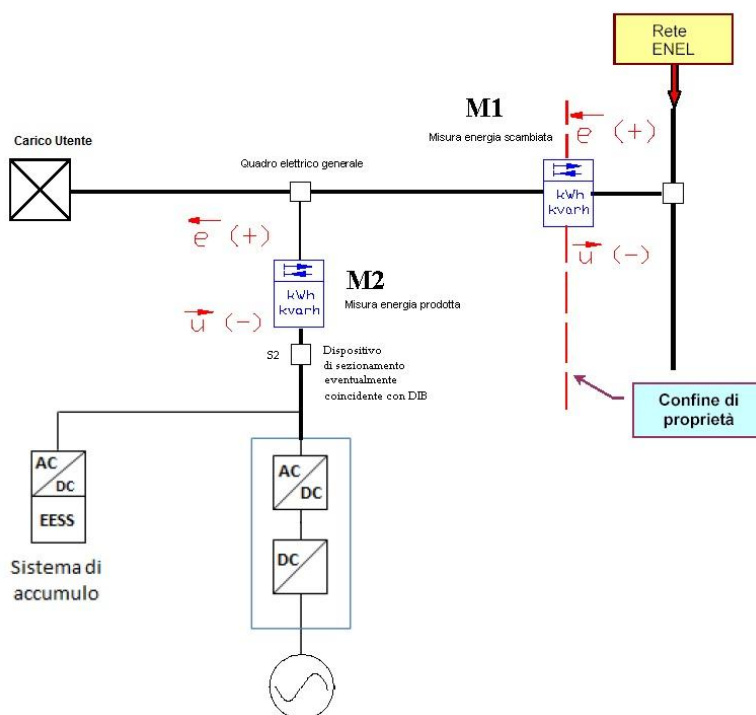 Rete
ENEL
M1
Misura energia scambiata
e (+)
Carico Utente
Quadro elettrico generale
kWh
kvarh
e (+)
u (-)
M2
Misura energia prodotta
kWh
kvarh
u (-)
S2
Dispositivo
di sezionamento
eventualmente
coincidente con DIB
Confine di
proprietà
AC
DC
EESS
AC
DC
DC
Sistema di
accumulo